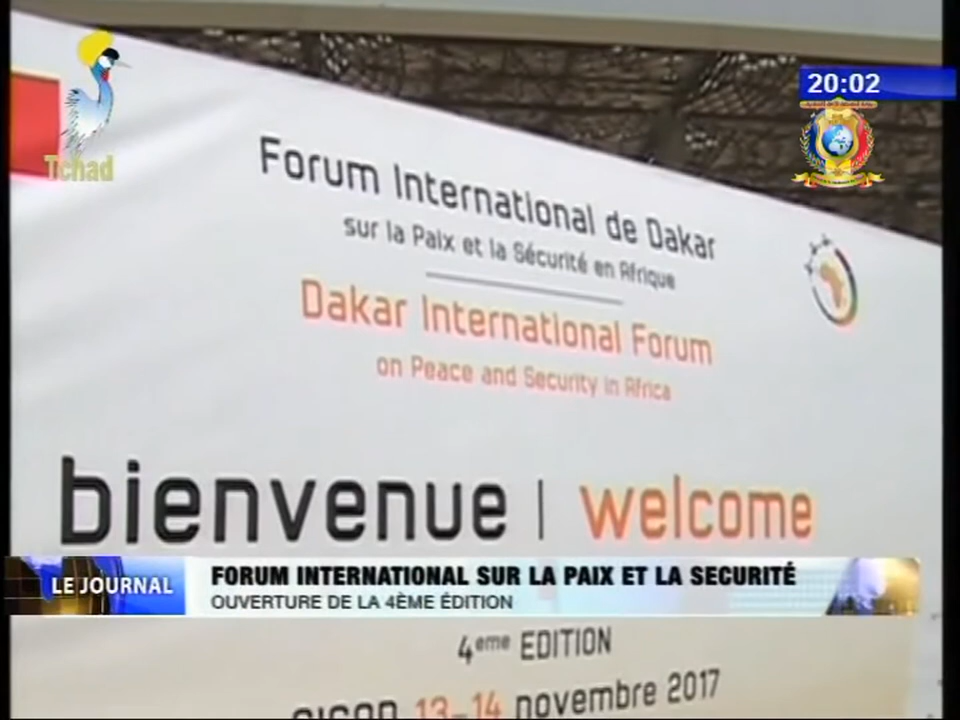 20:02
Tchad
Forum International de Dakar
sur la Paix et la Sécurité en Afrique
Dakar International Forum
on Peace and Security in Africa
bienvenue | welcome
LE JOURNAL
FORUM INTERNATIONAL SUR LA PAIX ET LA SECURITÉ
OUVERTURE DE LA 4ÈME ÉDITION
4eme EDITION
13-14 novembre 2017